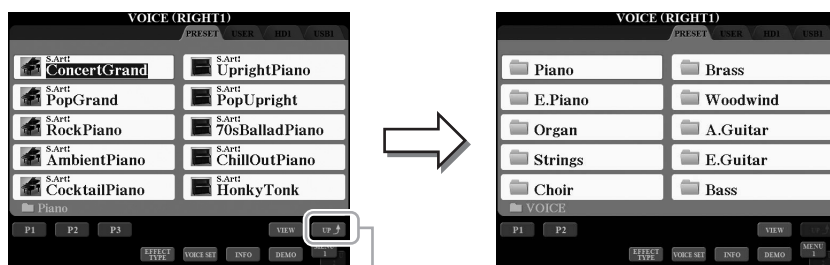 VOICE (RIGHT1)
PRESET USER HD1 USB1
S.Art! ConcertGrand
S.Art! UprightPiano
S.Art! PopGrand
S.Art! PopUpright
S.Art! RockPiano
S.Art! 70sBalladPiano
S.Art! AmbientPiano
S.Art! ChillOutPiano
S.Art! CocktailPiano
S.Art! HonkyTonk
Piano
P1 P2 P3 VIEW UP
EFFECT TYPE VOICE SET INFO DEMO MENU 1
VOICE (RIGHT1)
PRESET USER HD1 USB1
Piano
Brass
E.Piano
Woodwind
Organ
A.Guitar
Strings
E.Guitar
Choir
Bass
VOICE
P1 P2 VIEW UP
EFFECT TYPE VOICE SET INFO DEMO MENU 1